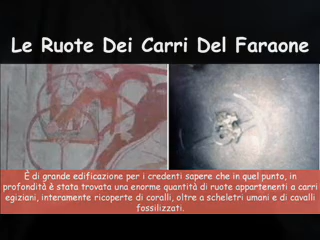 Le Ruote Dei Carri Del Faraone
È di grande edificazione per i credenti sapere che in quel punto, in
profondità è stata trovata una enorme quantità di ruote appartenenti a carri
egiziani, interamente ricoperte di coralli, oltre a scheletri umani e di cavalli
fossilizzati.